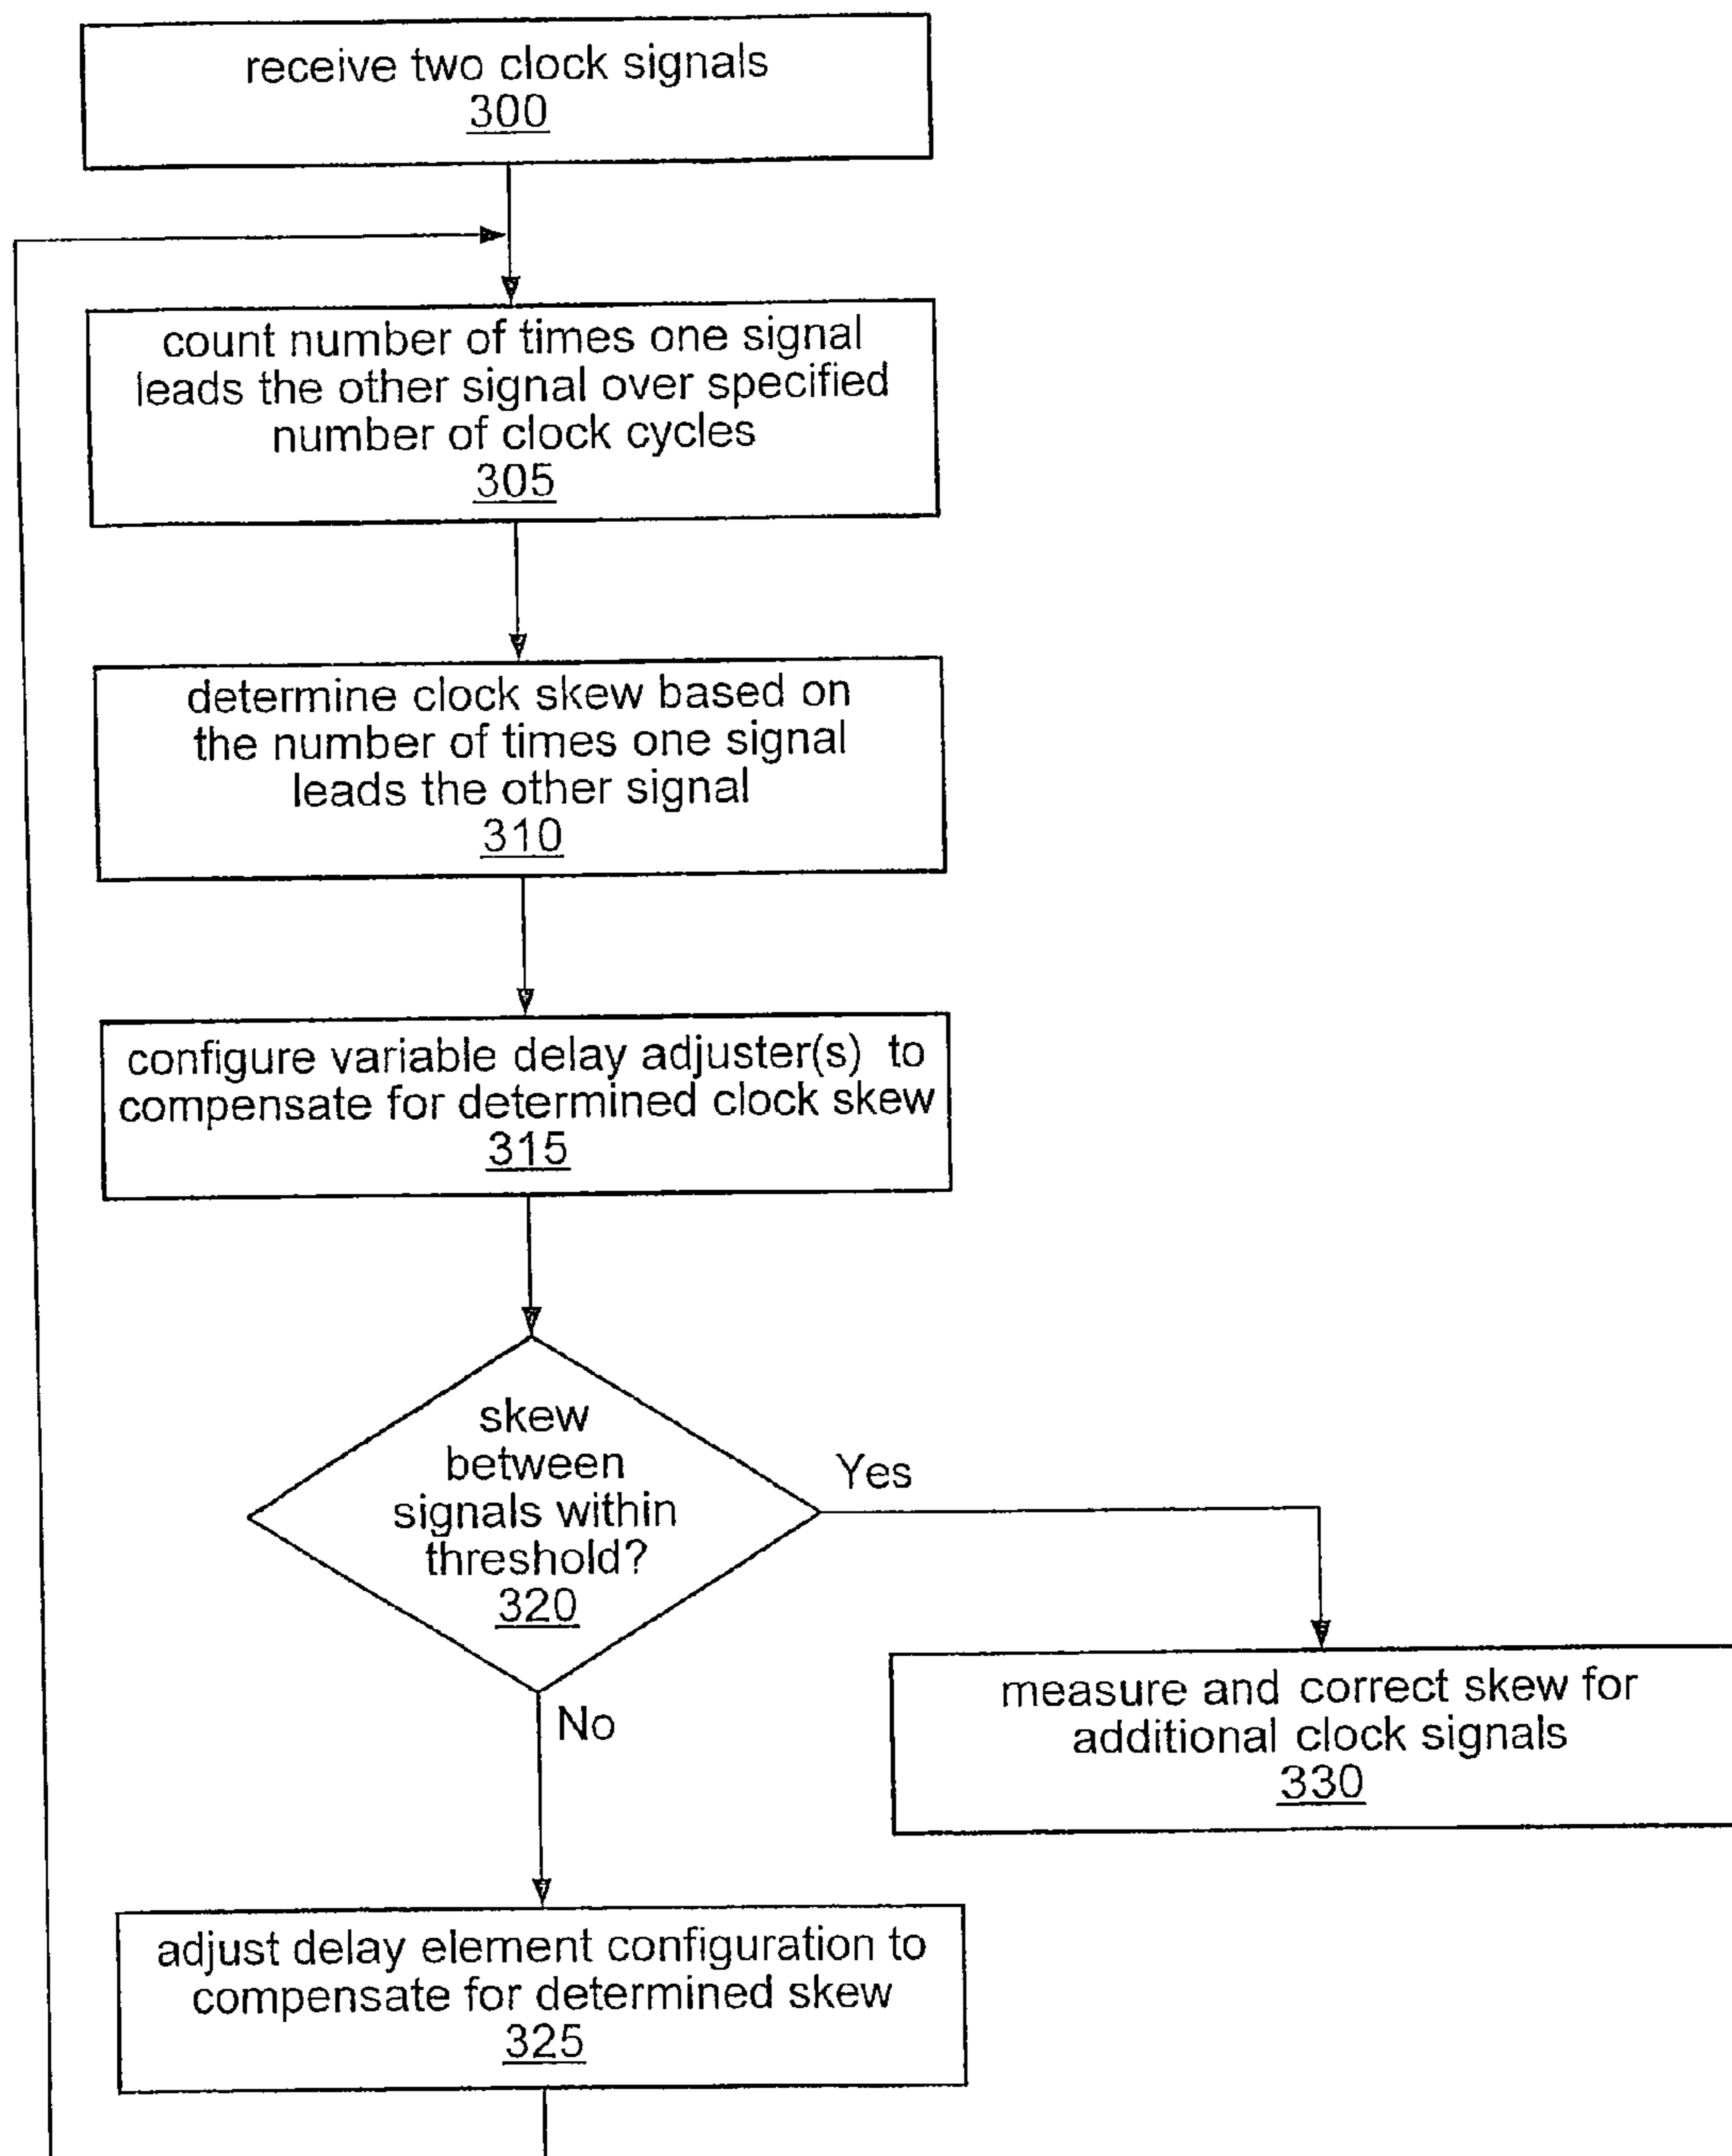 receive two clock signals
300
count number of times one signal
leads the other signal over specified
number of clock cycles
305
determine clock skew based on
the number of times one signal
leads the other signal
310
configure variable delay adjuster(s) to
compensate for determined clock skew
315
skew
between
signals within
threshold?
320
Yes
No
measure and correct skew for
additional clock signals
330
adjust delay element configuration to
compensate for determined skew
325